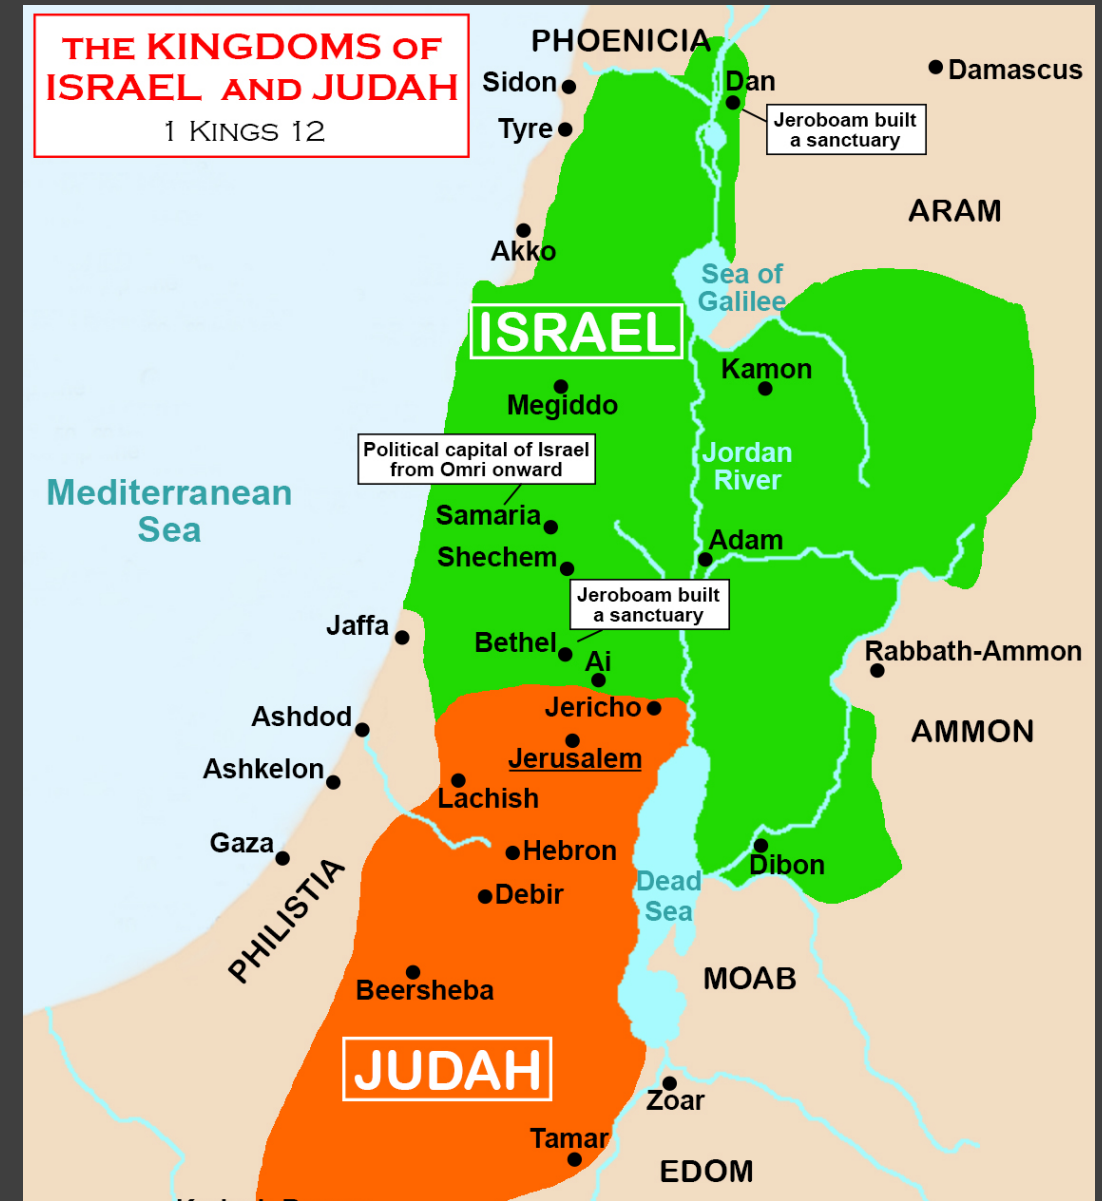 THE KINGDOMS OF
ISRAEL AND JUDAH
1 KINGS 12
PHOENICIA
Sidon
Dan
Damascus
Tyre
Jeroboam built
a sanctuary
ARAM
Akko
Sea of
Galilee
ISRAEL
Kamon
Megiddo
Political capital of Israel
from Omri onward
Jordan
River
Mediterranean
Sea
Samaria
Adam
Shechem
Jeroboam built
a sanctuary
Jaffa
Bethel
Ai
Rabbath-Ammon
Jericho
Ashdod
AMMON
Jerusalem
Ashkelon
Lachish
Gaza
Hebron
Dibon
PHILISTIA
Debir
Dead
Sea
MOAB
Beersheba
JUDAH
Zoar
Tamar
EDOM